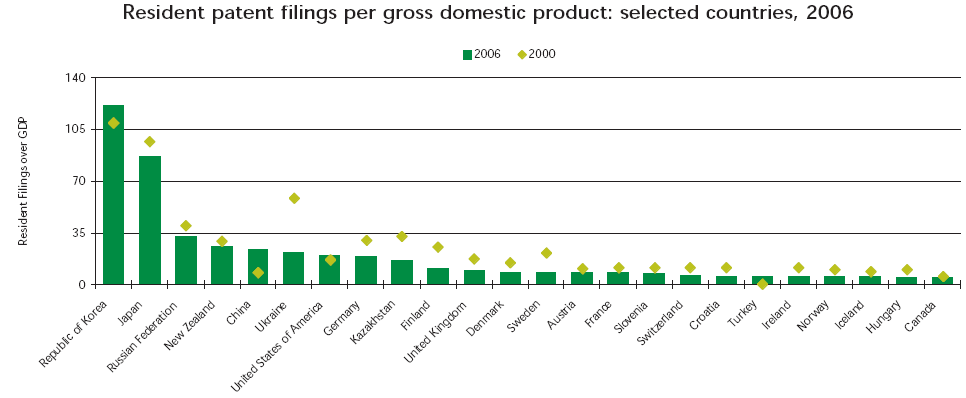 Resident patent filings per gross domestic product: selected countries, 2006
2006 2000
Resident Filings over GDP
140
105
70
35
0
Republic of Korea
Japan
Russian Federation
New Zealand
China
Ukraine
United States of America
Germany
Kazakhstan
Finland
United Kingdom
Denmark
Sweden
Austria
France
Slovenia
Switzerland
Croatia
Turkey
Ireland
Norway
Iceland
Hungary
Canada